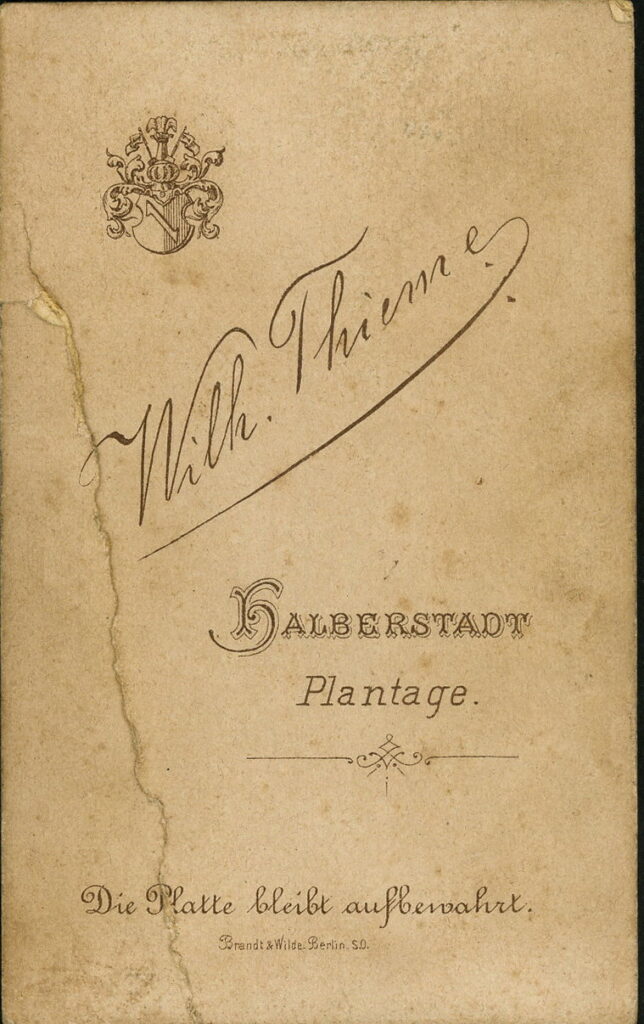 Wilh. Thieme.
HALBERSTADT
Plantage.
Die Platte bleibt aufbewahrt.
Brandt & Wilde. Berlin. S.O.